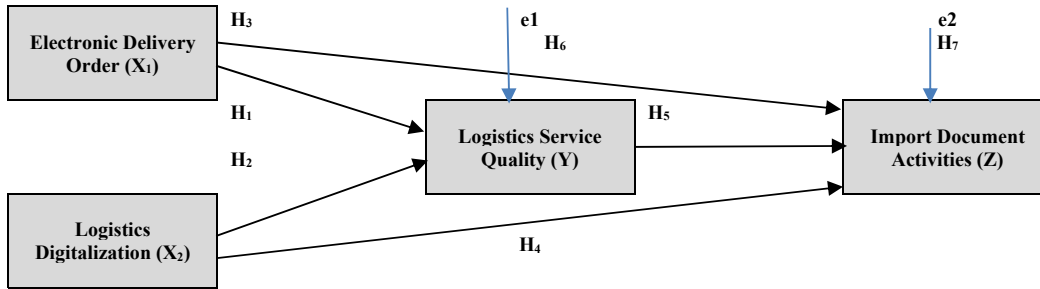 H₃
e1
e2
H₆
H₇
Electronic Delivery
Order (X₁)
H₁
H₅
Logistics Service
Quality (Y)
Import Document
Activities (Z)
H₂
Logistics
Digitalization (X₂)
H₄